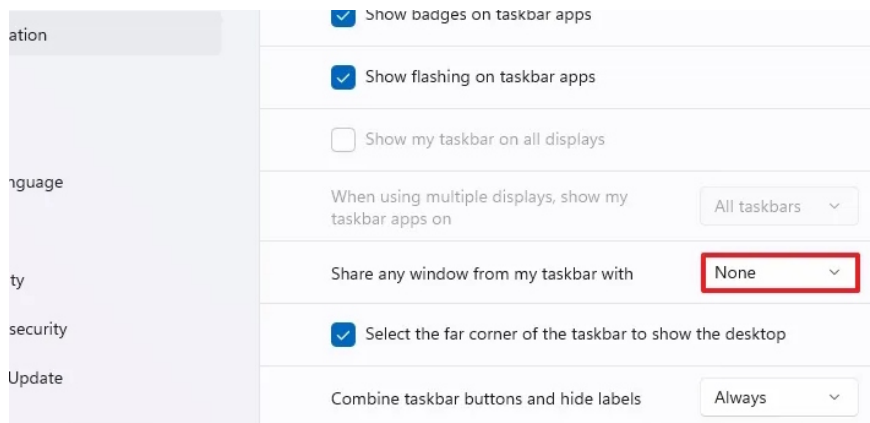 Show badges on taskbar apps
ation
Show flashing on taskbar apps
Show my taskbar on all displays
nguage
When using multiple displays, show my
taskbar apps on
All taskbars
Share any window from my taskbar with
None
ty
security
Select the far corner of the taskbar to show the desktop
Update
Combine taskbar buttons and hide labels
Always